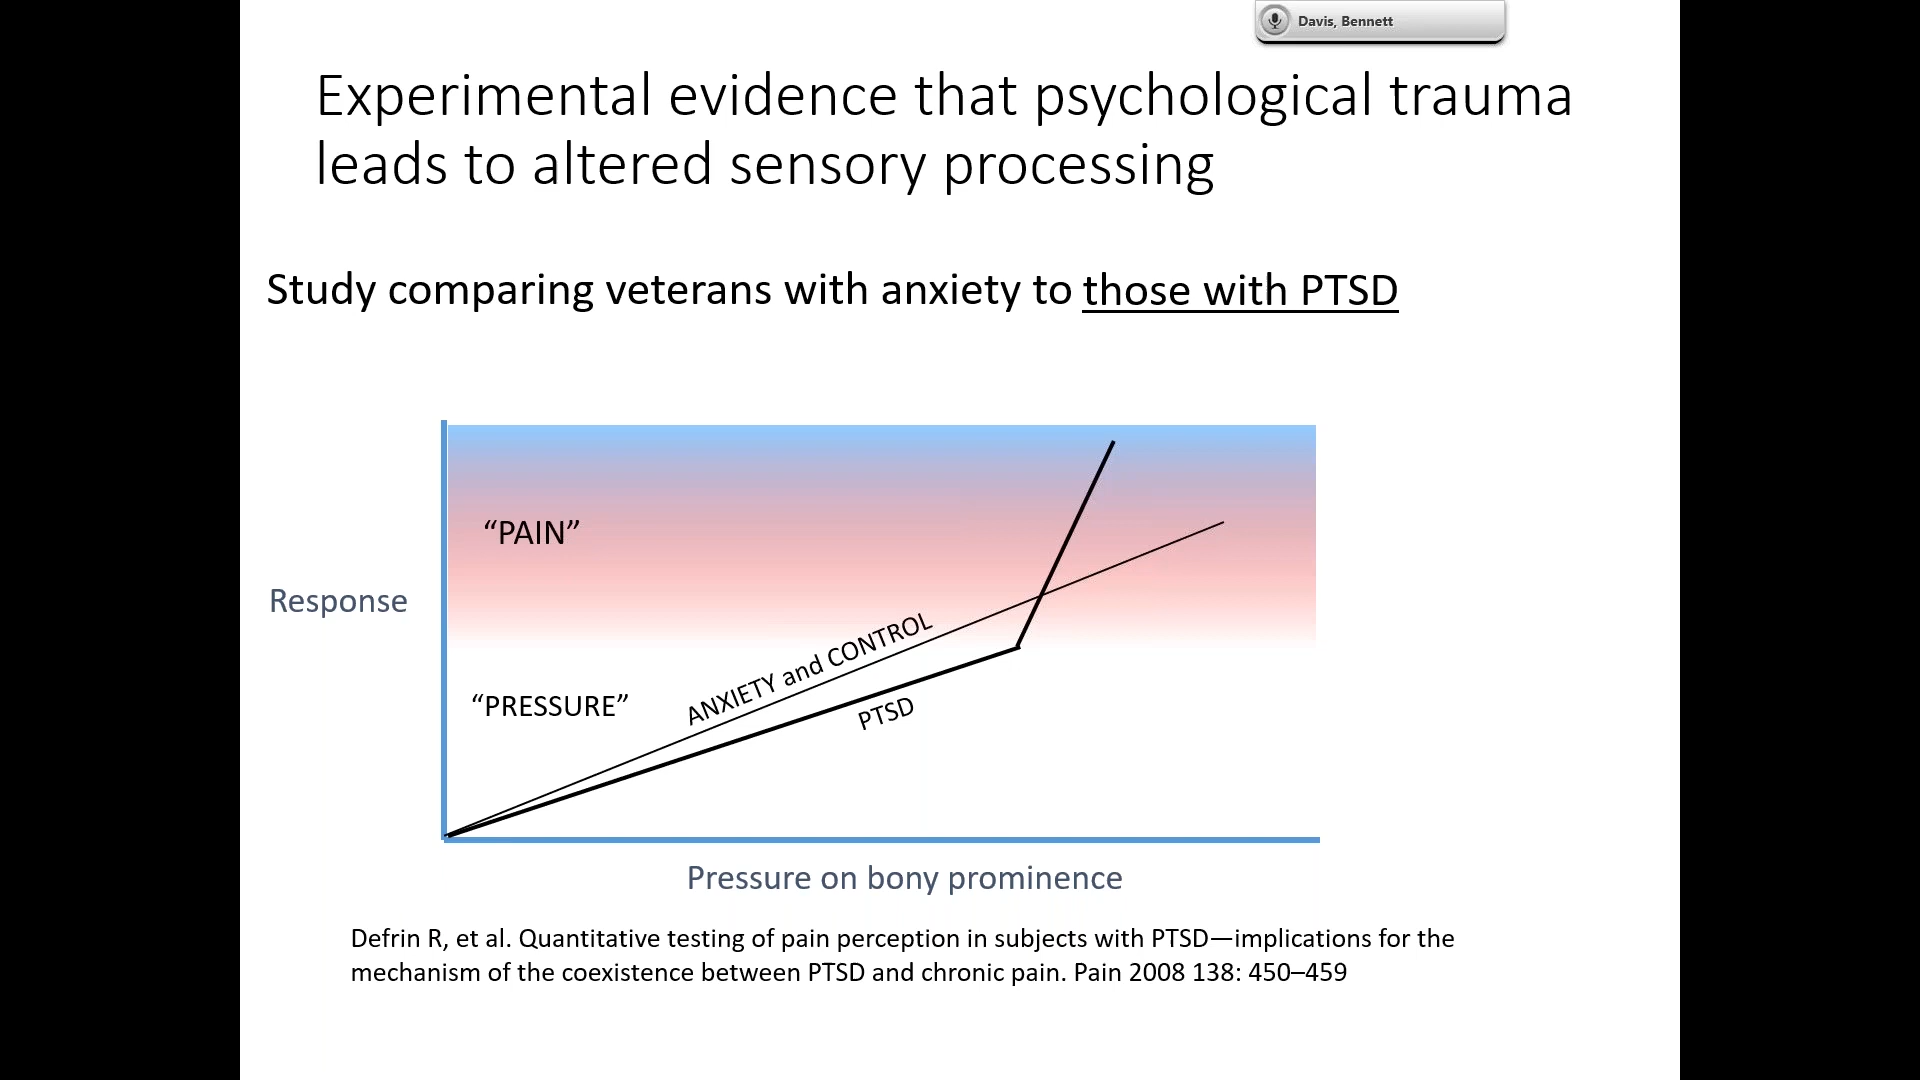 Davis, Bennett
Experimental evidence that psychological trauma
leads to altered sensory processing
Study comparing veterans with anxiety to those with PTSD
“PAIN”
Response
ANXIETY and CONTROL
“PRESSURE”
PTSD
Pressure on bony prominence
Defrin R, et al. Quantitative testing of pain perception in subjects with PTSD—implications for the
mechanism of the coexistence between PTSD and chronic pain. Pain 2008 138: 450–459